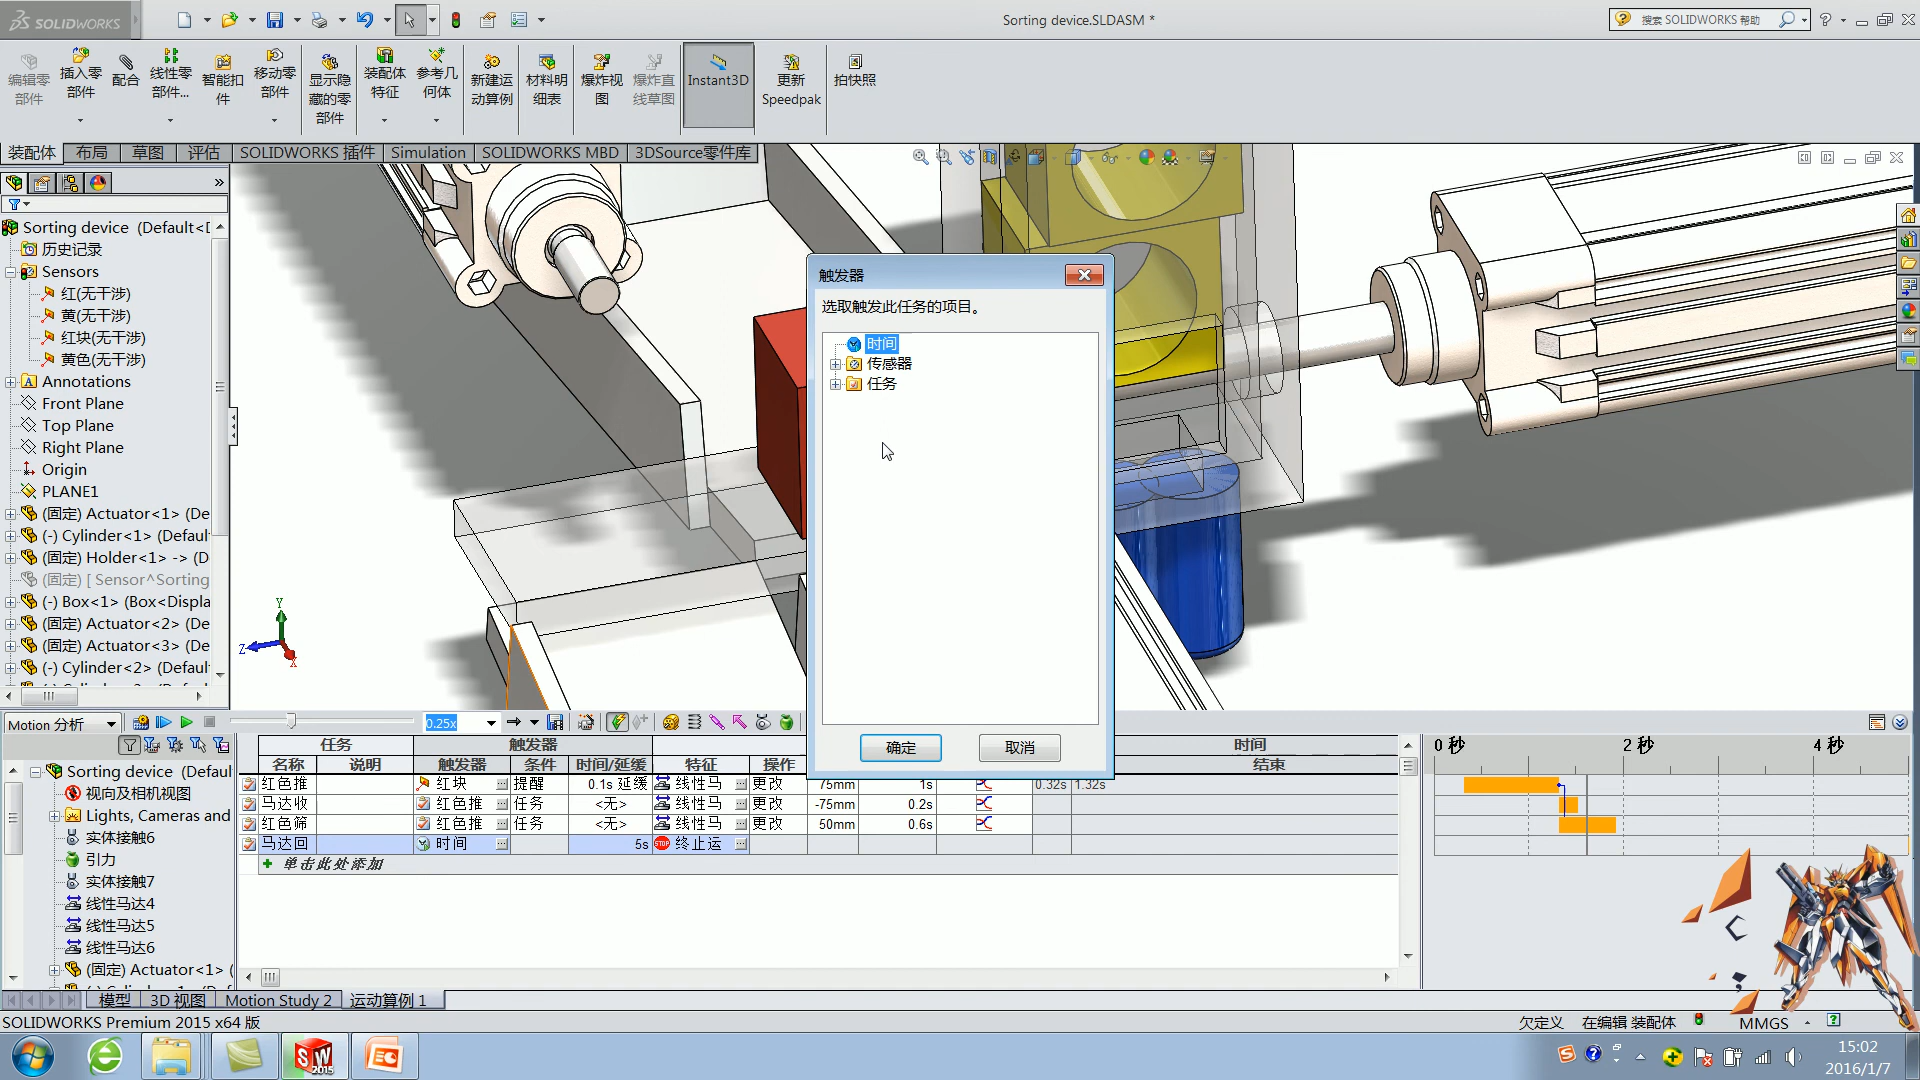 SOLIDWORKS
Sorting device.SLDASM *
搜索 SOLIDWORKS 帮助
编辑零部件
插入零部件
配合
线性零部件...
智能扣件
移动零部件
显示隐藏的零部件
装配体特征
参考几何体
新建运动算例
材料明细表
爆炸视图
爆炸直线草图
Instant3D
更新 Speedpak
拍快照
装配体 布局 草图 评估 SOLIDWORKS 插件 Simulation SOLIDWORKS MBD 3DSource零件库
Sorting device (Default<D
历史记录
Sensors
红(无干涉)
黄(无干涉)
红块(无干涉)
黄色(无干涉)
Annotations
Front Plane
Top Plane
Right Plane
Origin
PLANE1
(固定) Actuator<1> (De
(-) Cylinder<1> (Defaul
(固定) Holder<1> -> (D
(固定) [ Sensor^Sorting
(-) Box<1> (Box<Displa
(固定) Actuator<2> (De
(固定) Actuator<3> (De
(-) Cylinder<2> (Defaul
Y
Z
X
触发器
选取触发此任务的项目。
时间
传感器
任务
确定 取消
Motion 分析
0.25x
Sorting device (Defaul
视向及相机视图
Lights, Cameras and
实体接触6
引力
实体接触7
线性马达4
线性马达5
线性马达6
(固定) Actuator<1> (
任务 触发器 时间
名称 说明 触发器 条件 时间/延缓 特征 操作 结束
红色推 红块 提醒 0.1s 延缓 线性马 更改 75mm 1s 0.32s 1.32s
马达收 红色推 任务 <无> 线性马 更改 -75mm 0.2s
红色筛 红色推 任务 <无> 线性马 更改 50mm 0.6s
马达回 时间 5s 终止运
单击此处添加
0 秒 2 秒 4 秒
模型 3D 视图 Motion Study 2 运动算例 1
SOLIDWORKS Premium 2015 x64 版
欠定义 在编辑 装配体 MMGS
SW 2015
15:02
2016/1/7